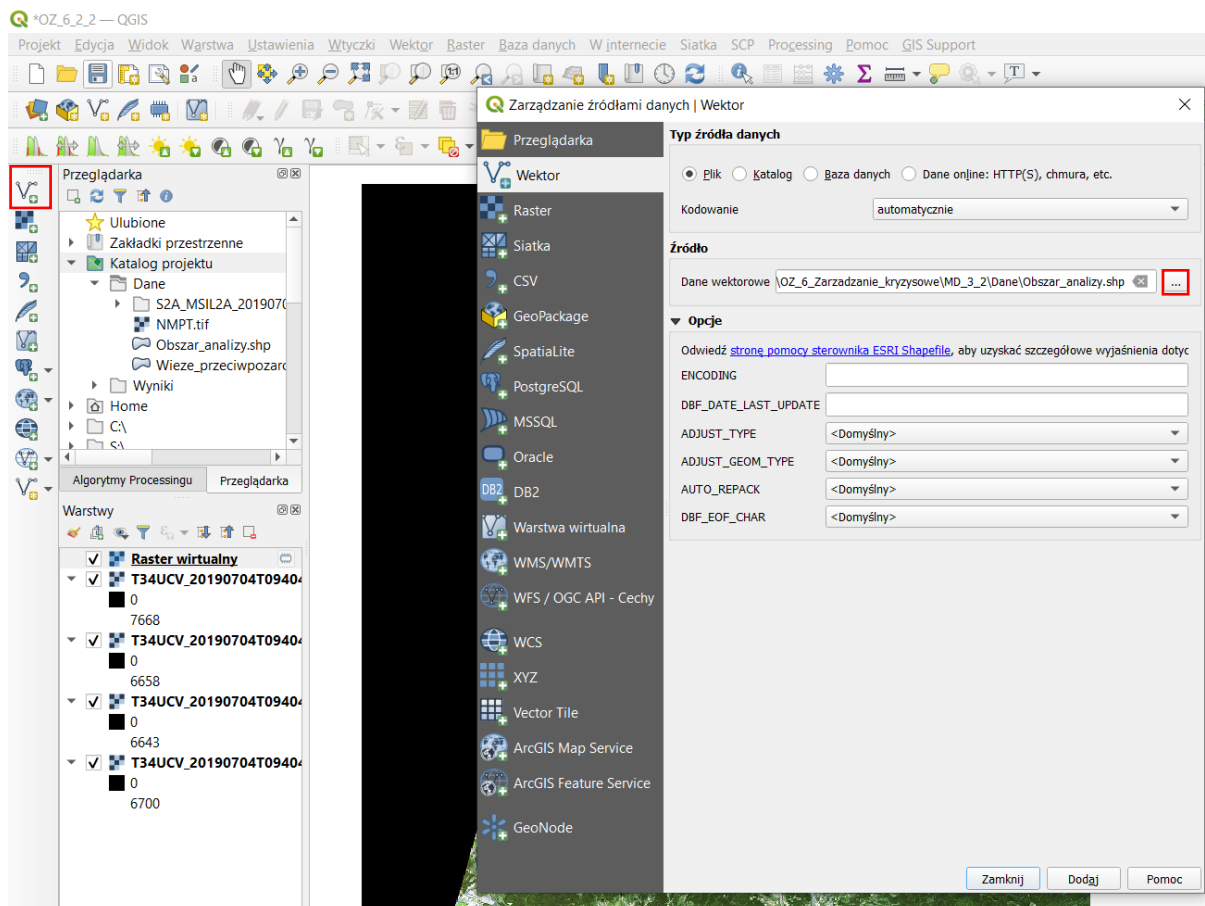 *OZ_6_2_2 — QGIS
Projekt Edycja Widok Warstwa Ustawienia Wtyczki Wektor Raster Baza danych W internecie Siatka SCP Processing Pomoc GIS Support
Zarządzanie źródłami danych | Wektor
Przeglądarka
Wektor
Raster
Siatka
CSV
GeoPackage
SpatiaLite
PostgreSQL
MSSQL
Oracle
DB2
DB2
Warstwa wirtualna
WMS/WMTS
WFS / OGC API - Cechy
WCS
XYZ
Vector Tile
ArcGIS Map Service
ArcGIS Feature Service
GeoNode
Typ źródła danych
Plik Katalog Baza danych Dane online: HTTP(S), chmura, etc.
Kodowanie automatycznie
Źródło
Dane wektorowe \OZ_6_Zarzadzanie_kryzysowe\MD_3_2\Dane\Obszar_analizy.shp ...
Opcje
Odwiedź stronę pomocy sterownika ESRI Shapefile, aby uzyskać szczegółowe wyjaśnienia dotyc
ENCODING
DBF_DATE_LAST_UPDATE
ADJUST_TYPE <Domyślny>
ADJUST_GEOM_TYPE <Domyślny>
AUTO_REPACK <Domyślny>
DBF_EOF_CHAR <Domyślny>
Zamknij Dodaj Pomoc
Przeglądarka
Ulubione
Zakładki przestrzenne
Katalog projektu
Dane
S2A_MSIL2A_201907(
NMPT.tif
Obszar_analizy.shp
Wieze_przeciwpozarc
Wyniki
Home
C:\
S:\
Algorytmy Processingu Przeglądarka
Warstwy
Raster wirtualny
T34UCV_20190704T09404
0
7668
T34UCV_20190704T09404
0
6658
T34UCV_20190704T09404
0
6643
T34UCV_20190704T09404
0
6700